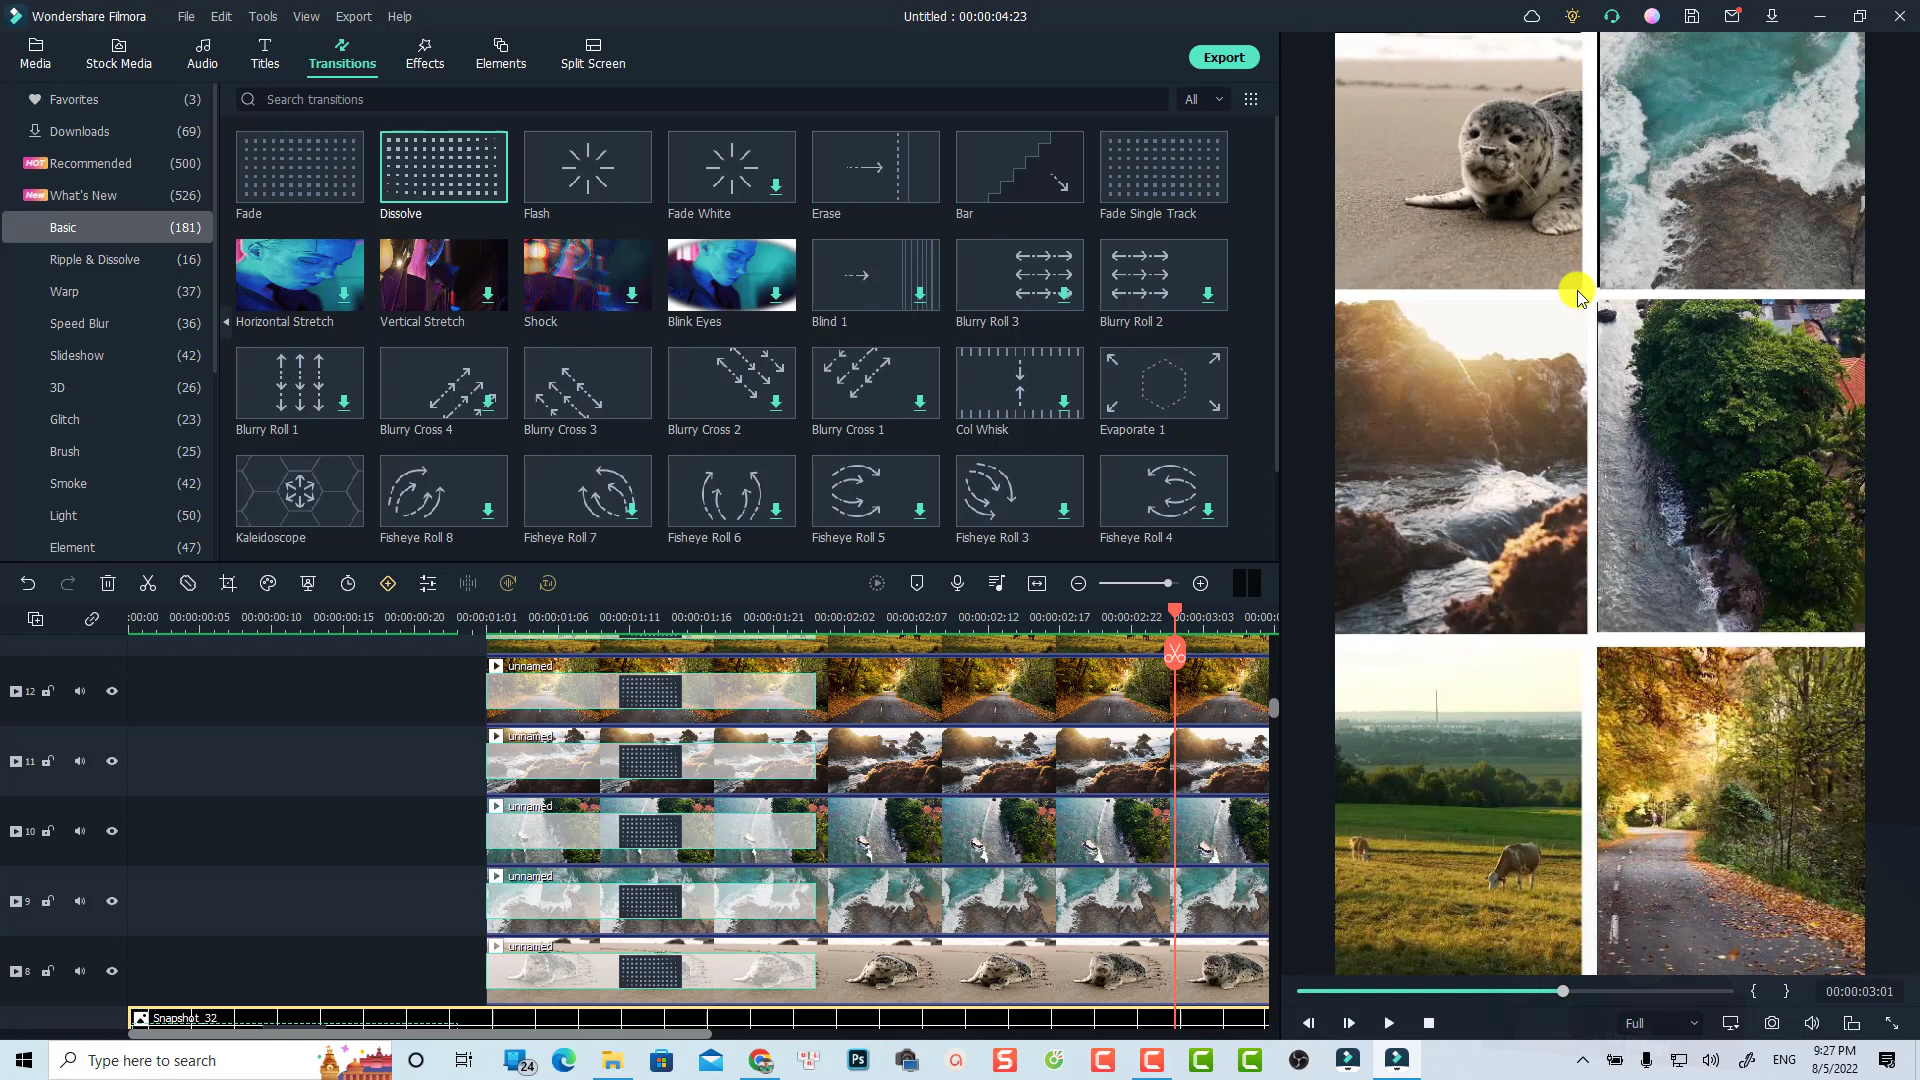 Wondershare Filmora File Edit Tools View Export Help Untitled : 00:00:04:23
Media Stock Media Audio Titles Transitions Effects Elements Split Screen Export
Favorites (3)
Downloads (69)
HOT Recommended (500)
New What's New (526)
Basic (181)
Ripple & Dissolve (16)
Warp (37)
Speed Blur (36)
Slideshow (42)
3D (26)
Glitch (23)
Brush (25)
Smoke (42)
Light (50)
Element (47)
Search transitions All
Fade Dissolve Flash Fade White Erase Bar Fade Single Track
Horizontal Stretch Vertical Stretch Shock Blink Eyes Blind 1 Blurry Roll 3 Blurry Roll 2
Blurry Roll 1 Blurry Cross 4 Blurry Cross 3 Blurry Cross 2 Blurry Cross 1 Col Whisk Evaporate 1
Kaleidoscope Fisheye Roll 8 Fisheye Roll 7 Fisheye Roll 6 Fisheye Roll 5 Fisheye Roll 3 Fisheye Roll 4
:00:00 00:00:00:05 00:00:00:10 00:00:00:15 00:00:00:20 00:00:01:01 00:00:01:06 00:00:01:11 00:00:01:16 00:00:01:21 00:00:02:02 00:00:02:07 00:00:02:12 00:00:02:17 00:00:02:22 00:00:03:03 00:00:0
unnamed
12
unnamed
11
unnamed
10
unnamed
9
unnamed
8
Snapshot_32
00:00:03:01
Full
Type here to search 24 Ps ENG 9:27 PM
8/5/2022